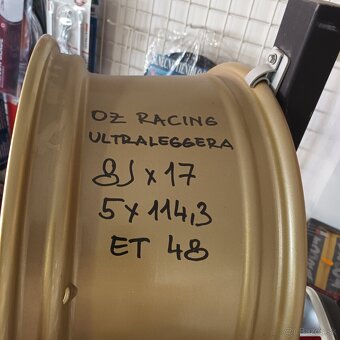 OZ RACING
ULTRALEGGERA
8J x 17
5 x 114,3
ET 48